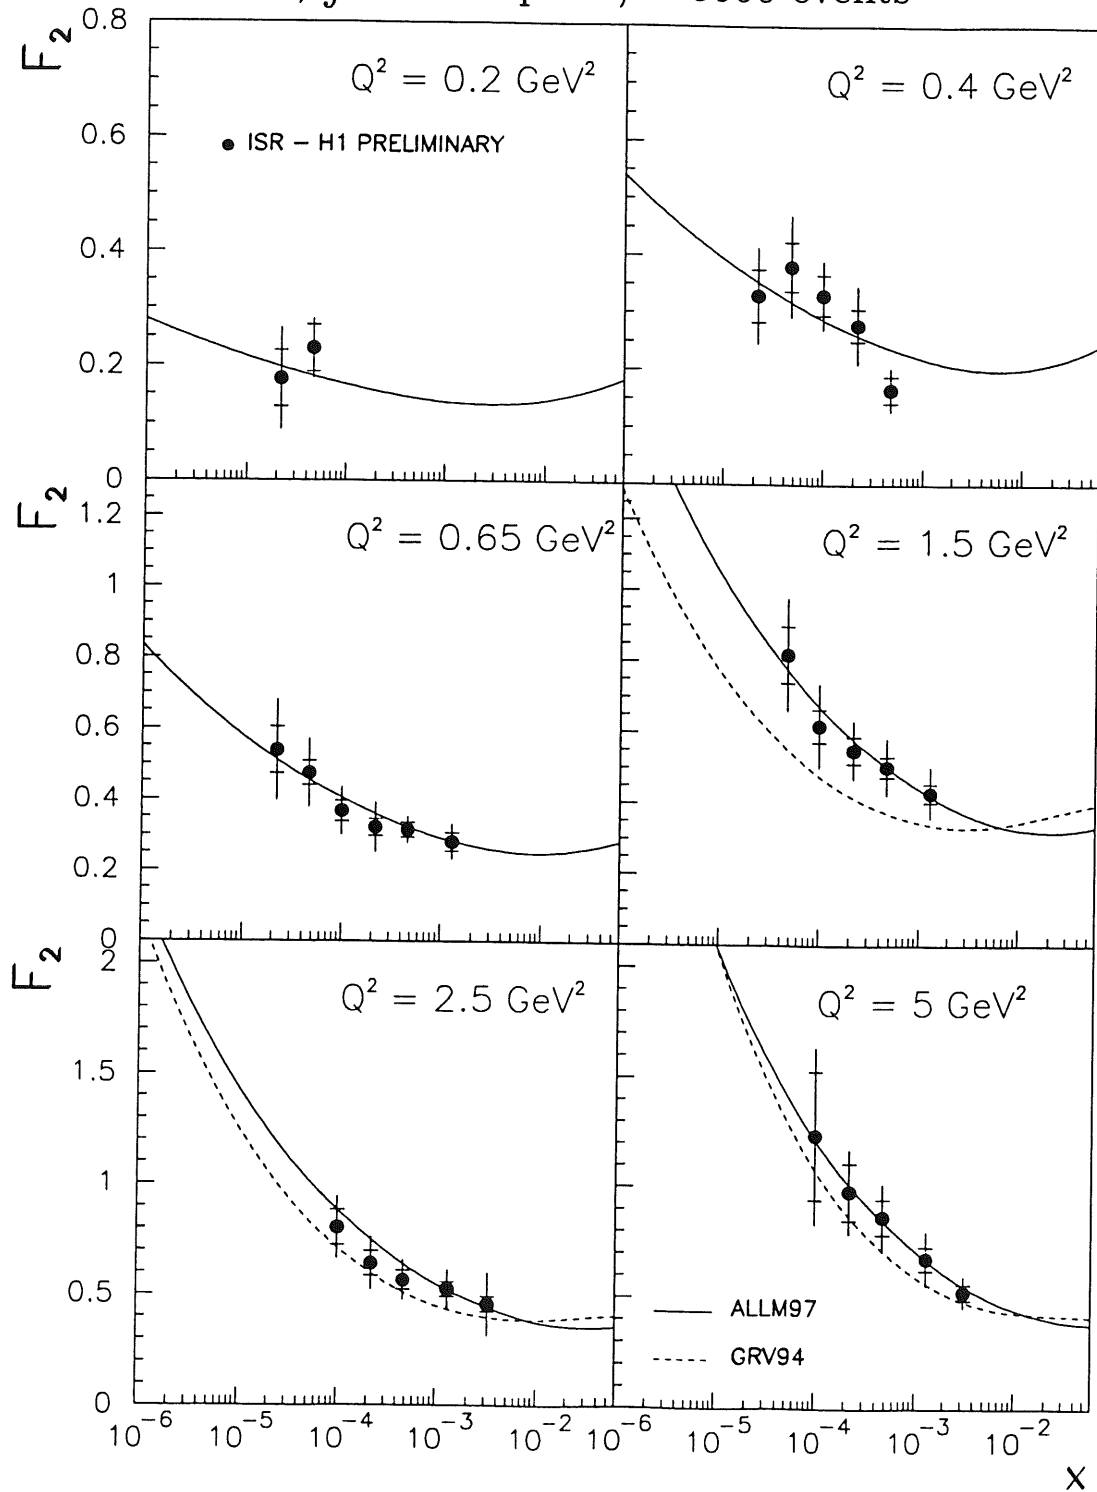 0.8
F₂
Q² = 0.2 GeV²
Q² = 0.4 GeV²
0.6
● ISR – H1 PRELIMINARY
0.4
0.2
0
F₂
1.2
Q² = 0.65 GeV²
Q² = 1.5 GeV²
1
0.8
0.6
0.4
0.2
0
F₂
2
Q² = 2.5 GeV²
Q² = 5 GeV²
1.5
1
0.5
ALLM97
GRV94
0
10⁻⁶ 10⁻⁵ 10⁻⁴ 10⁻³ 10⁻² 10 ⁻⁶ 10⁻⁵ 10⁻⁴ 10⁻³ 10⁻²
x